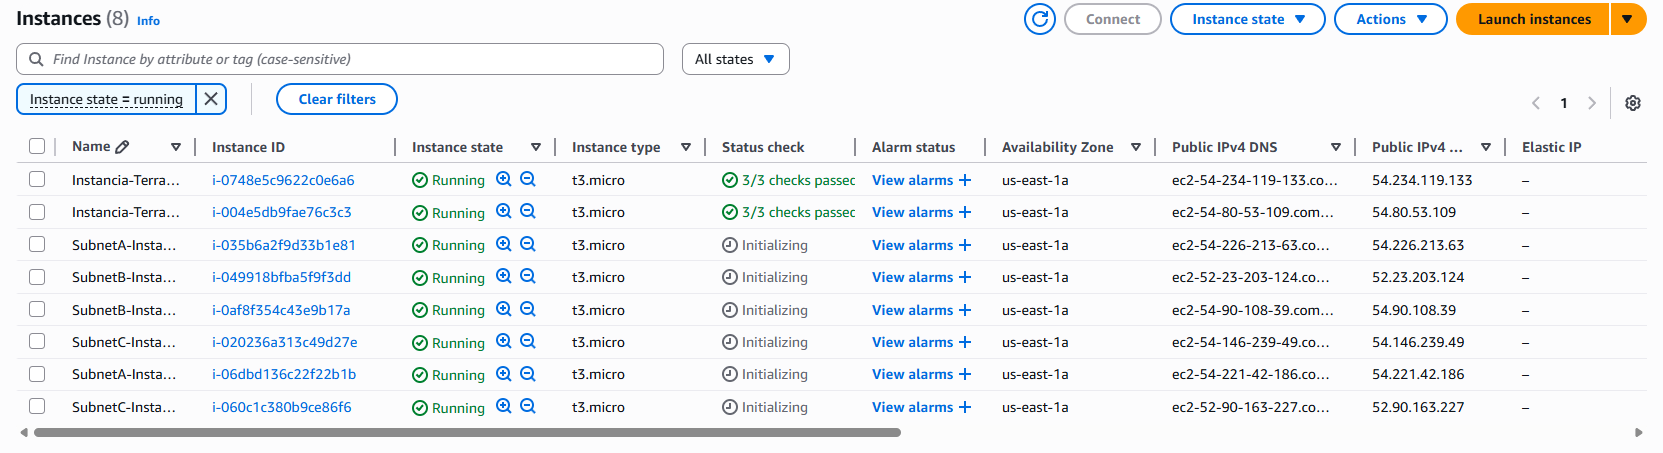 Instances (8) Info
Connect Instance state Actions Launch instances
Find Instance by attribute or tag (case-sensitive) All states
Instance state = running Clear filters
1
Name Instance ID Instance state Instance type Status check Alarm status Availability Zone Public IPv4 DNS Public IPv4 ... Elastic IP
Instancia-Terra... i-0748e5c9622c0e6a6 Running t3.micro 3/3 checks passec View alarms + us-east-1a ec2-54-234-119-133.co... 54.234.119.133 –
Instancia-Terra... i-004e5db9fae76c3c3 Running t3.micro 3/3 checks passec View alarms + us-east-1a ec2-54-80-53-109.com... 54.80.53.109 –
SubnetA-Insta... i-035b6a2f9d33b1e81 Running t3.micro Initializing View alarms + us-east-1a ec2-54-226-213-63.co... 54.226.213.63 –
SubnetB-Insta... i-049918bfba5f9f3dd Running t3.micro Initializing View alarms + us-east-1a ec2-52-23-203-124.co... 52.23.203.124 –
SubnetB-Insta... i-0af8f354c43e9b17a Running t3.micro Initializing View alarms + us-east-1a ec2-54-90-108-39.com... 54.90.108.39 –
SubnetC-Insta... i-020236a313c49d27e Running t3.micro Initializing View alarms + us-east-1a ec2-54-146-239-49.co... 54.146.239.49 –
SubnetA-Insta... i-06dbd136c22f22b1b Running t3.micro Initializing View alarms + us-east-1a ec2-54-221-42-186.co... 54.221.42.186 –
SubnetC-Insta... i-060c1c380b9ce86f6 Running t3.micro Initializing View alarms + us-east-1a ec2-52-90-163-227.co... 52.90.163.227 –